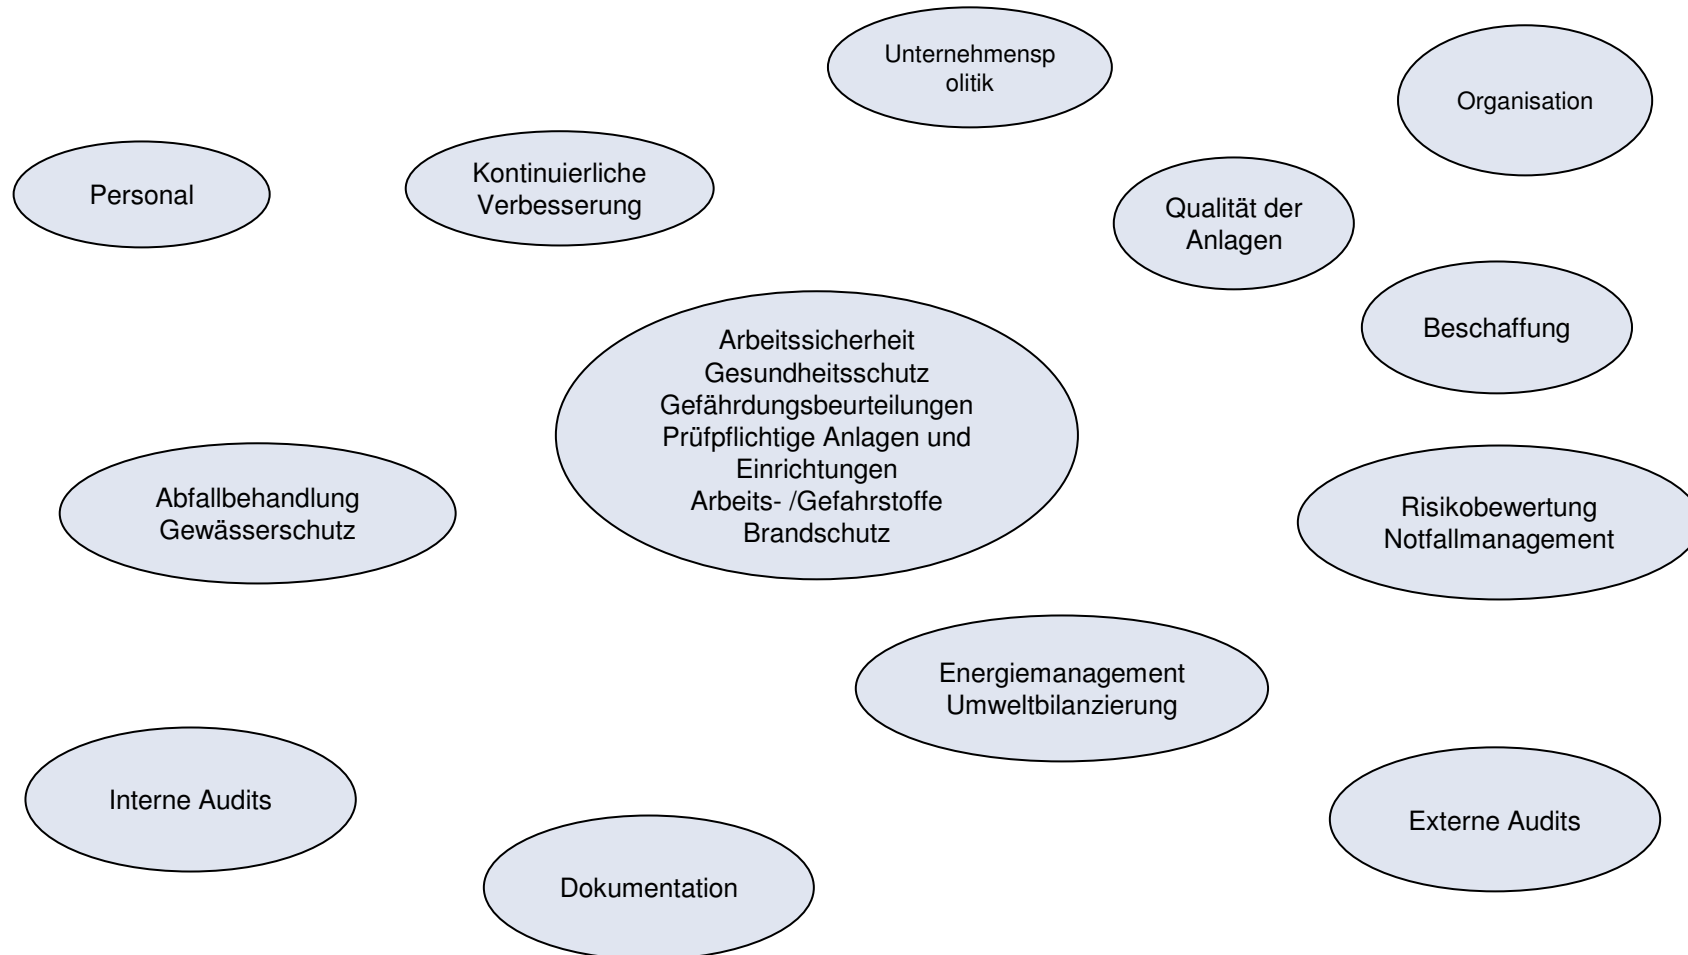 Unternehmensp
olitik
Organisation
Personal
Kontinuierliche
Verbesserung
Qualität der
Anlagen
Beschaffung
Arbeitssicherheit
Gesundheitsschutz
Gefährdungsbeurteilungen
Prüfpflichtige Anlagen und
Einrichtungen
Arbeits- /Gefahrstoffe
Brandschutz
Abfallbehandlung
Gewässerschutz
Risikobewertung
Notfallmanagement
Energiemanagement
Umweltbilanzierung
Interne Audits
Externe Audits
Dokumentation